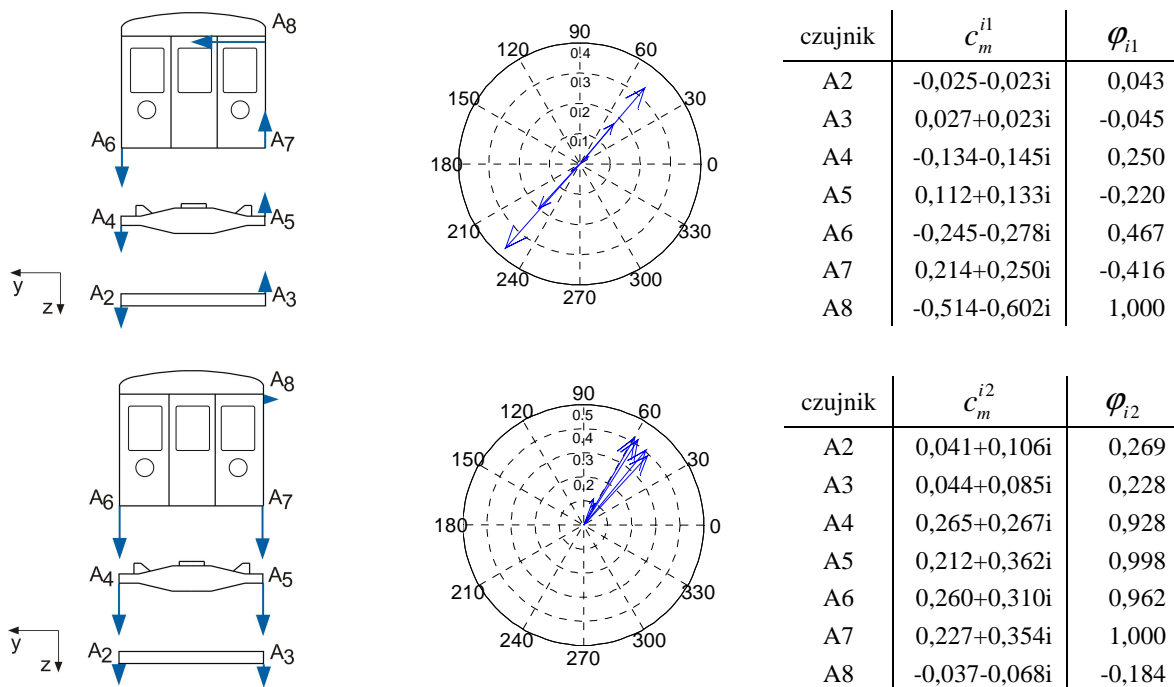 A8
A6
A7
A4
A5
y
z
A2
A3
90
120
60
0.4
150
0.3
30
0.2
0.1
180
0
210
330
240
300
270
czujnik c_m^{i1} φ_{i1}
A2 -0,025-0,023i 0,043
A3 0,027+0,023i -0,045
A4 -0,134-0,145i 0,250
A5 0,112+0,133i -0,220
A6 -0,245-0,278i 0,467
A7 0,214+0,250i -0,416
A8 -0,514-0,602i 1,000
A8
A6
A7
A4
A5
y
z
A2
A3
90
120
60
0.5
0.4
150
0.3
30
0.2
180
0
210
330
240
300
270
czujnik c_m^{i2} φ_{i2}
A2 0,041+0,106i 0,269
A3 0,044+0,085i 0,228
A4 0,265+0,267i 0,928
A5 0,212+0,362i 0,998
A6 0,260+0,310i 0,962
A7 0,227+0,354i 1,000
A8 -0,037-0,068i -0,184